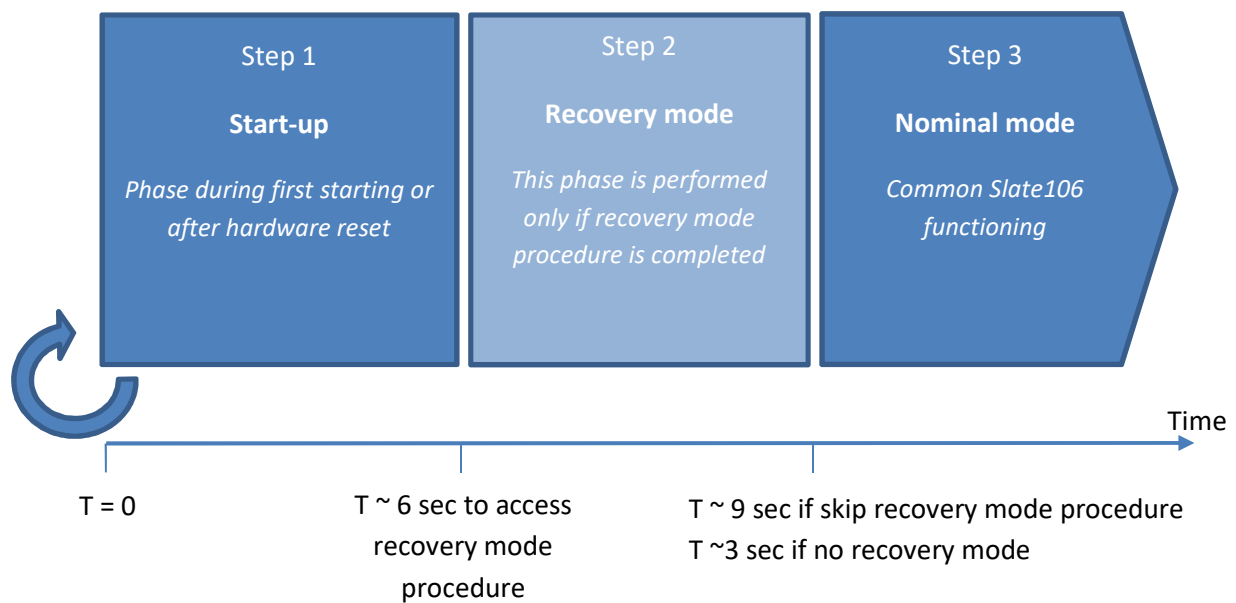 Step 1
Start-up
Phase during first starting or
after hardware reset
Step 2
Recovery mode
This phase is performed
only if recovery mode
procedure is completed
Step 3
Nominal mode
Common Slate106
functioning
Time
T = 0
T ~ 6 sec to access
recovery mode
procedure
T ~ 9 sec if skip recovery mode procedure
T ~3 sec if no recovery mode